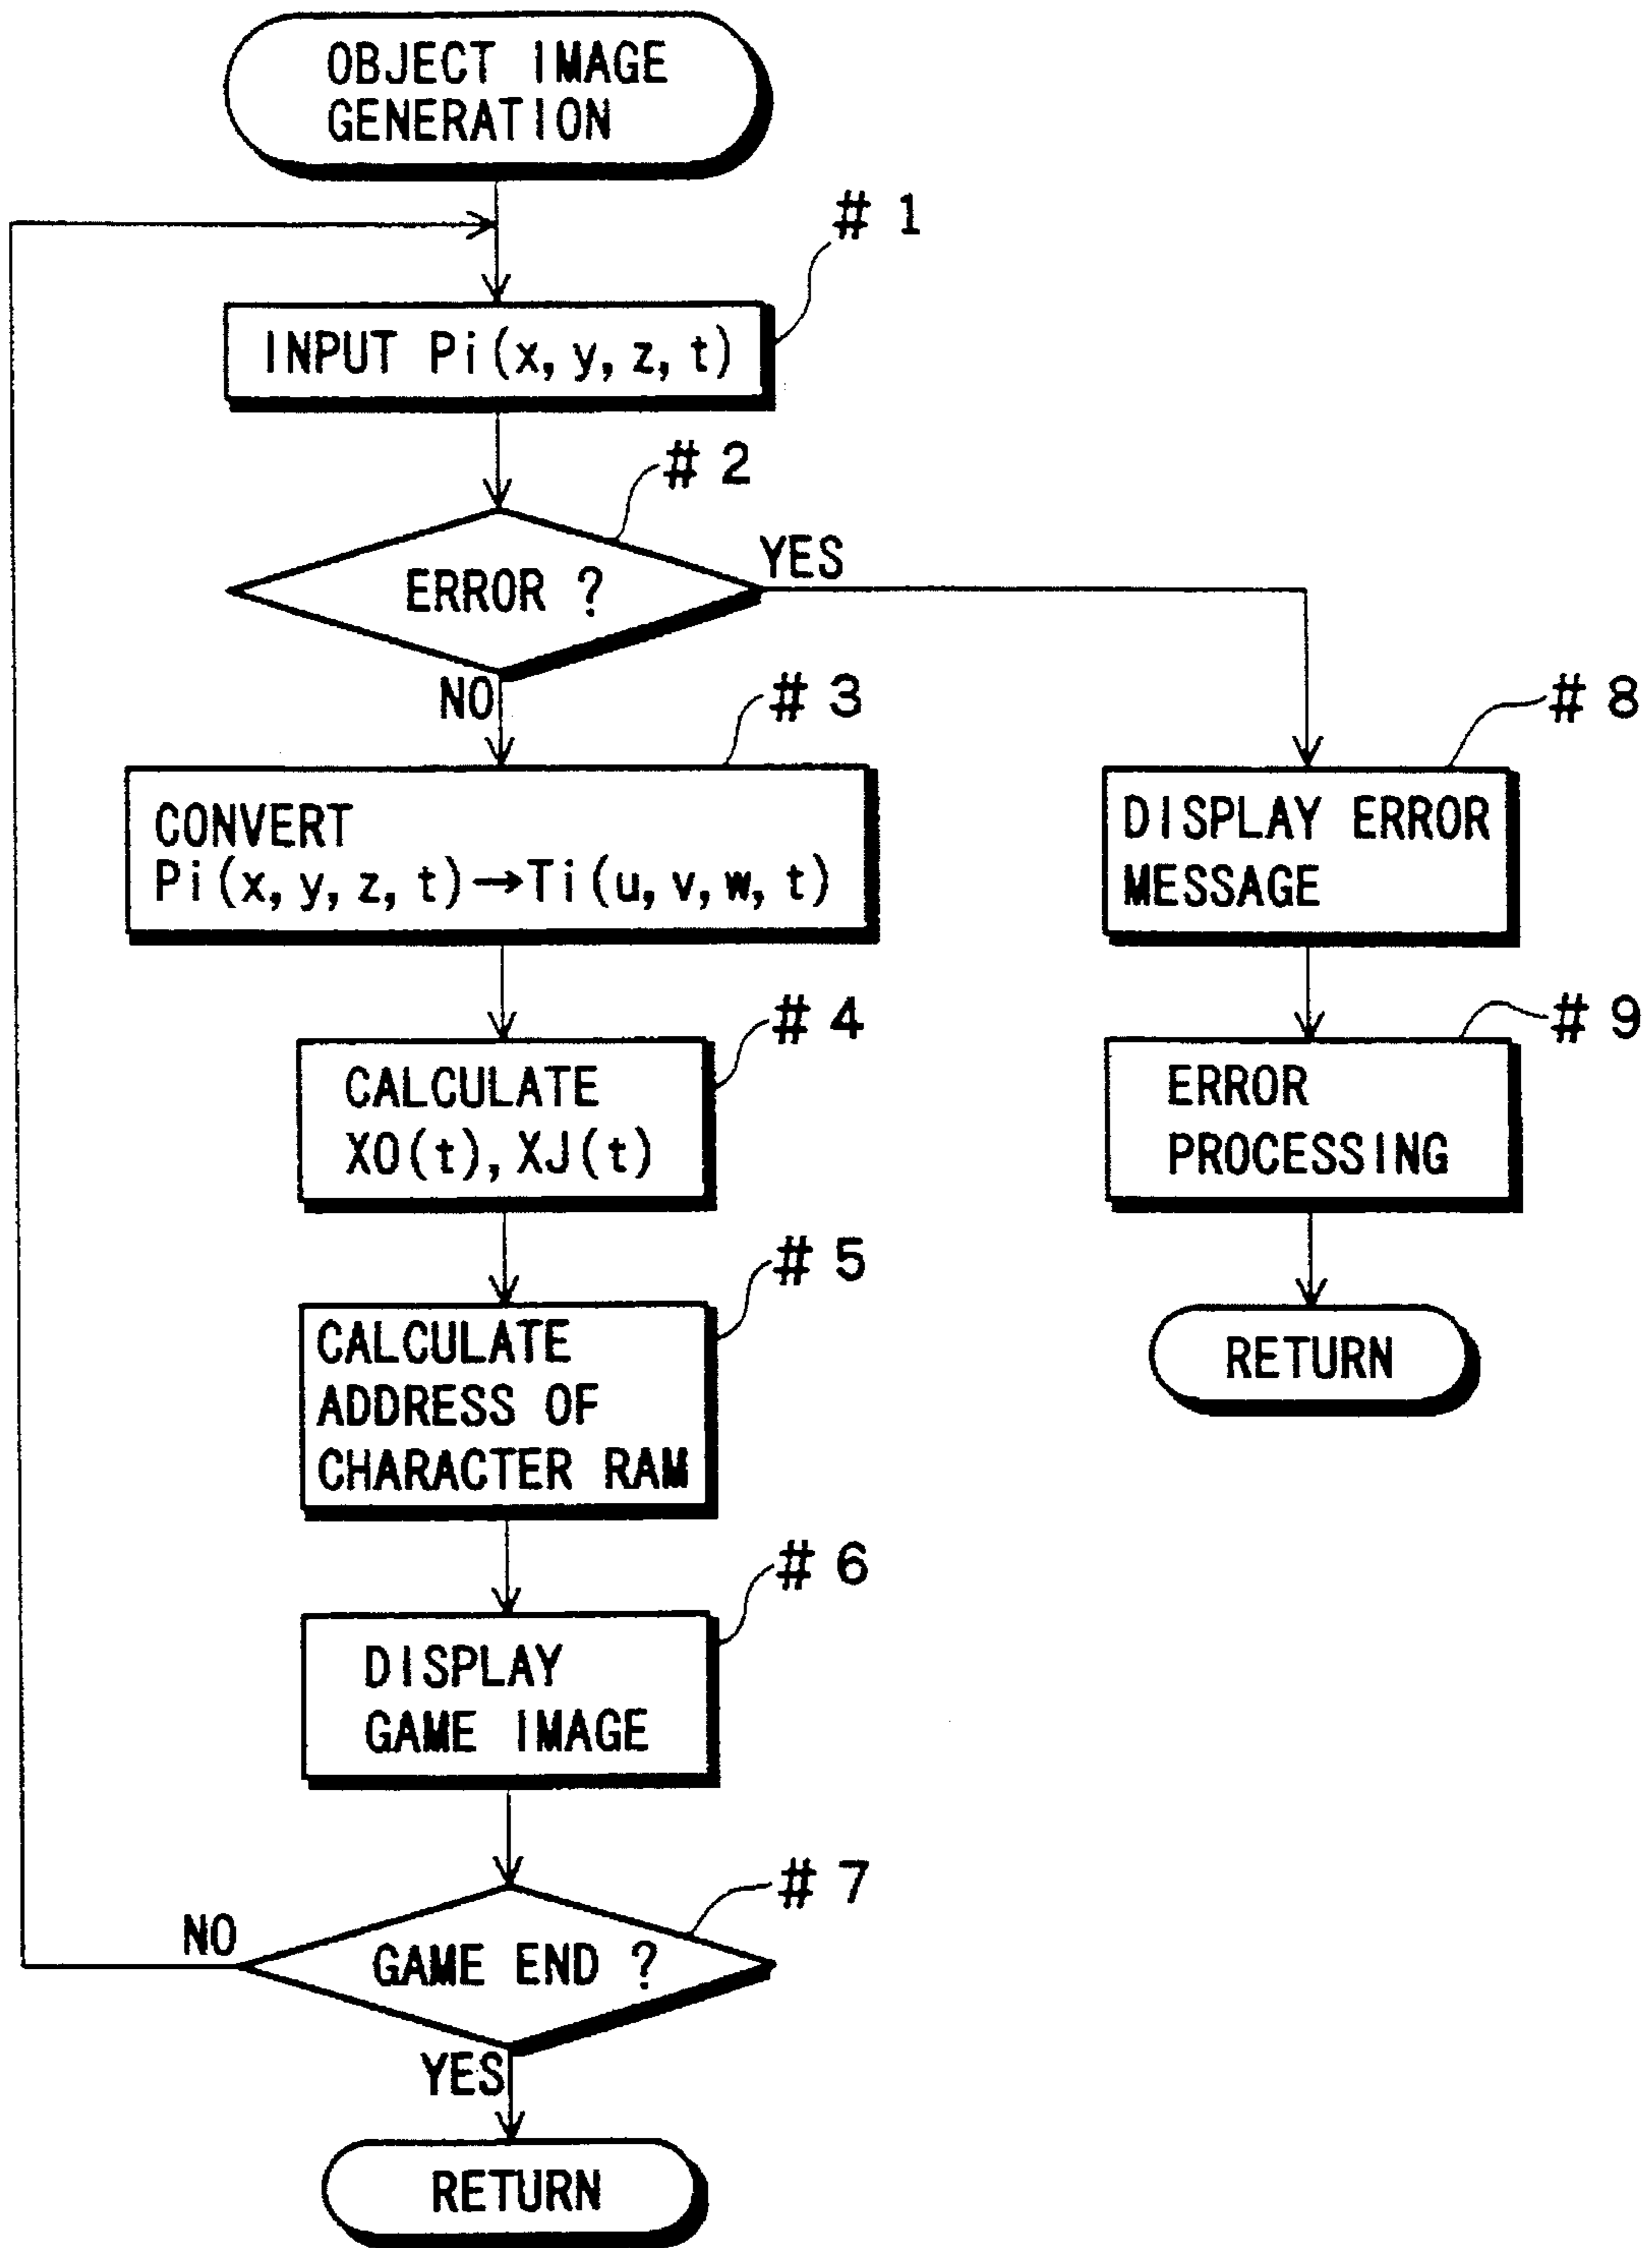 OBJECT IMAGE
GENERATION
# 1
INPUT Pi(x, y, z, t)
# 2
ERROR ?
YES
NO
# 3
CONVERT
Pi(x, y, z, t)→Ti(u, v, w, t)
# 8
DISPLAY ERROR
MESSAGE
# 4
CALCULATE
XO(t), XJ(t)
# 9
ERROR
PROCESSING
# 5
CALCULATE
ADDRESS OF
CHARACTER RAM
RETURN
# 6
DISPLAY
GAME IMAGE
# 7
NO
GAME END ?
YES
RETURN